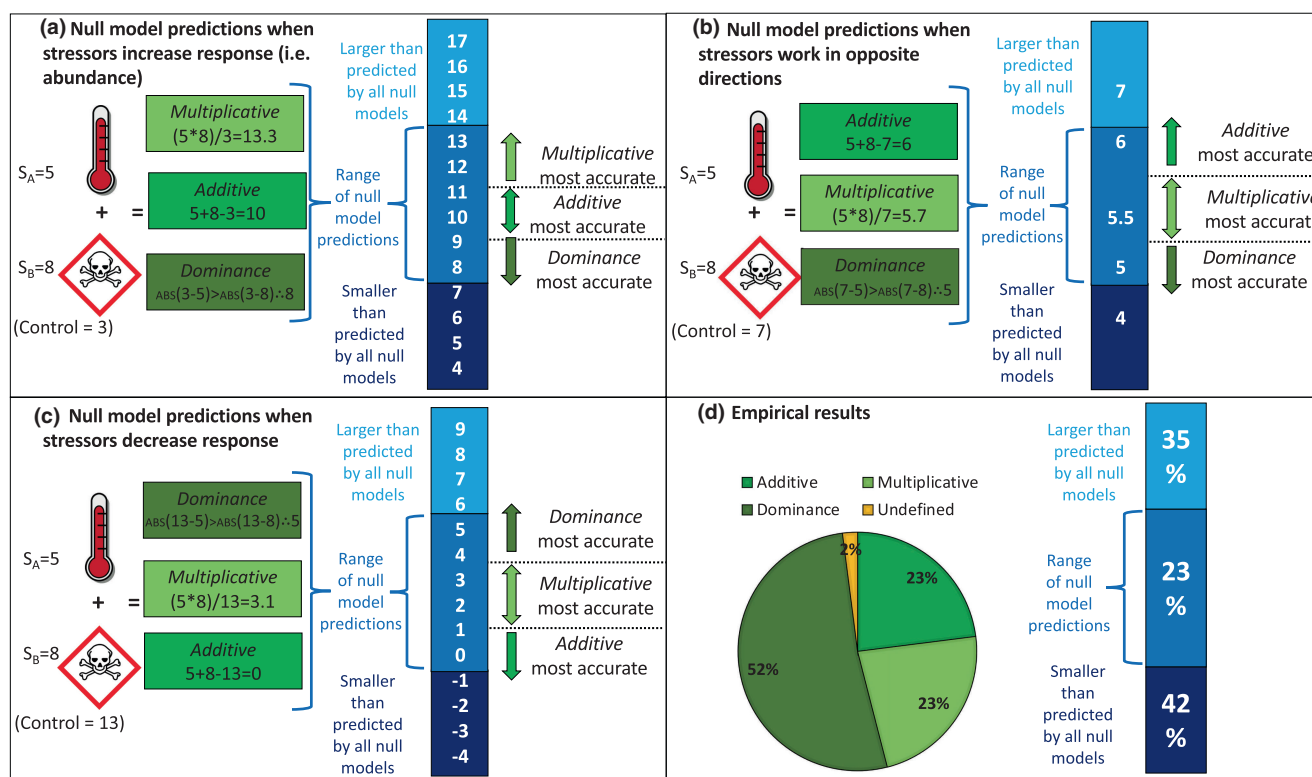 (a) Null model predictions when
stressors increase response (i.e.
abundance)
S_A=5
+
=
S_B=8
(Control = 3)
Multiplicative
(5*8)/3=13.3
Additive
5+8-3=10
Dominance
ABS(3-5)>ABS(3-8)∴8
Larger than
predicted
by all null
models
Range
of null
model
predictions
Smaller
than
predicted
by all null
models
17
16
15
14
13
12
11
10
9
8
7
6
5
4
Multiplicative
most accurate
Additive
most accurate
Dominance
most accurate
(b) Null model predictions when
stressors work in opposite
directions
S_A=5
+
=
S_B=8
(Control = 7)
Additive
5+8-7=6
Multiplicative
(5*8)/7=5.7
Dominance
ABS(7-5)>ABS(7-8)∴5
Larger than
predicted
by all null
models
Range
of null
model
predictions
Smaller
than
predicted
by all null
models
7
6
5.5
5
4
Additive
most accurate
Multiplicative
most accurate
Dominance
most accurate
(c) Null model predictions when
stressors decrease response
S_A=5
+
=
S_B=8
(Control = 13)
Dominance
ABS(13-5)>ABS(13-8)∴5
Multiplicative
(5*8)/13=3.1
Additive
5+8-13=0
Larger than
predicted
by all null
models
Range
of null
model
predictions
Smaller
than
predicted
by all null
models
9
8
7
6
5
4
3
2
1
0
-1
-2
-3
-4
Dominance
most accurate
Multiplicative
most accurate
Additive
most accurate
(d) Empirical results
Additive
Multiplicative
Dominance
Undefined
2%
23%
52%
23%
Larger than
predicted
by all null
models
Range
of null
model
predictions
Smaller
than
predicted
by all null
models
35
%
23
%
42
%